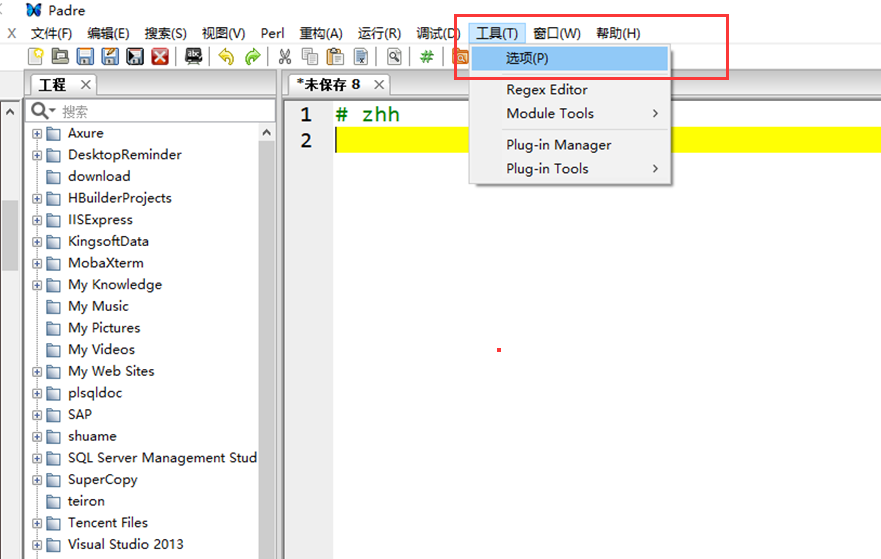 Padre
X 文件(F) 编辑(E) 搜索(S) 视图(V) Perl 重构(A) 运行(R) 调试(D) 工具(T) 窗口(W) 帮助(H)
选项(P)
Regex Editor
Module Tools
Plug-in Manager
Plug-in Tools
工程
*未保存 8
搜索
1 # zhh
2
Axure
DesktopReminder
download
HBuilderProjects
IISExpress
KingsoftData
MobaXterm
My Knowledge
My Music
My Pictures
My Videos
My Web Sites
plsqldoc
SAP
shuame
SQL Server Management Stud
SuperCopy
teiron
Tencent Files
Visual Studio 2013